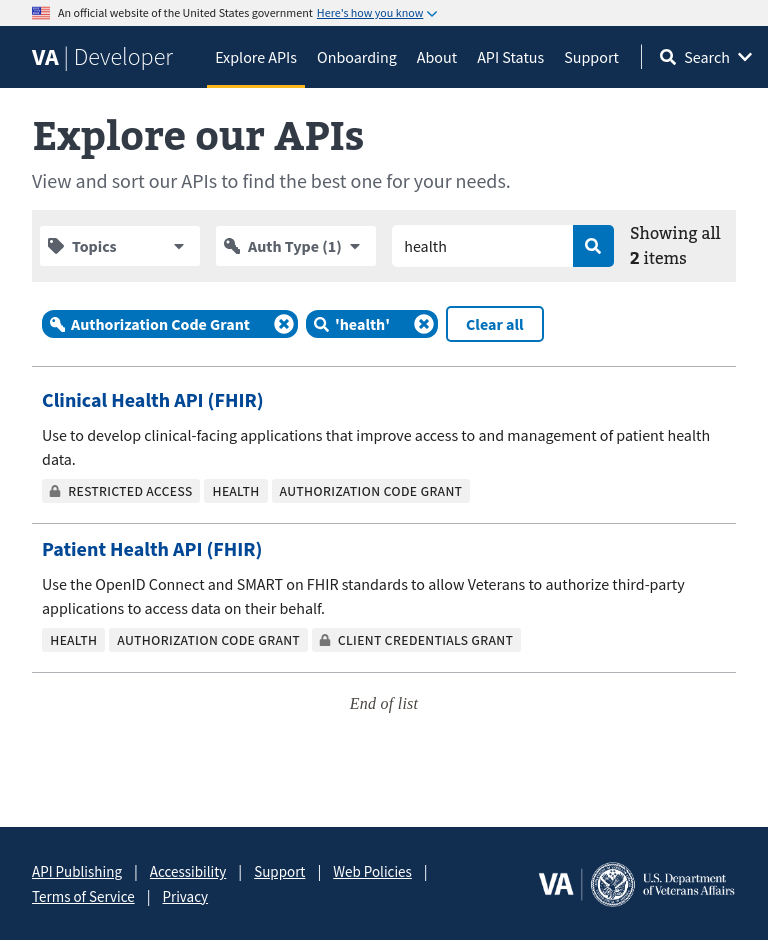 An official website of the United States government Here's how you know
VA | Developer
Explore APIs
Onboarding
About
API Status
Support
Search
Explore our APIs
View and sort our APIs to find the best one for your needs.
Topics
Auth Type (1)
health
Showing all
2 items
Authorization Code Grant
'health'
Clear all
Clinical Health API (FHIR)
Use to develop clinical-facing applications that improve access to and management of patient health
data.
RESTRICTED ACCESS
HEALTH
AUTHORIZATION CODE GRANT
Patient Health API (FHIR)
Use the OpenID Connect and SMART on FHIR standards to allow Veterans to authorize third-party
applications to access data on their behalf.
HEALTH
AUTHORIZATION CODE GRANT
CLIENT CREDENTIALS GRANT
End of list
API Publishing | Accessibility | Support | Web Policies |
Terms of Service | Privacy
VA
U.S. Department
of Veterans Affairs